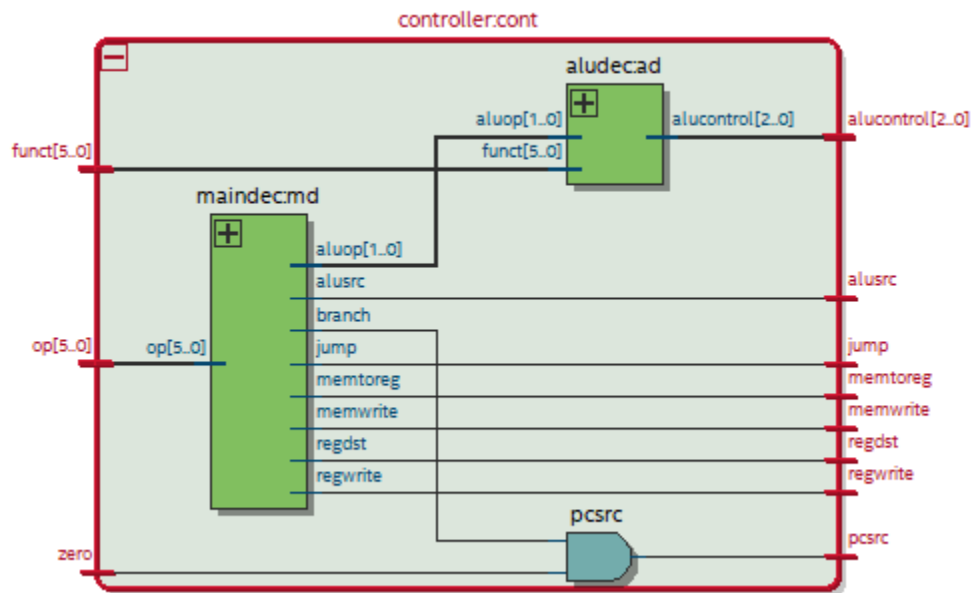 controller:cont
aludec:ad
aluop[1..0]
alucontrol[2..0]
alucontrol[2..0]
funct[5..0]
funct[5..0]
maindec:md
aluop[1..0]
alusrc
alusrc
branch
op[5..0]
op[5..0]
jump
jump
memtoreg
memtoreg
memwrite
memwrite
regdst
regdst
regwrite
regwrite
pcsrc
zero
pcsrc